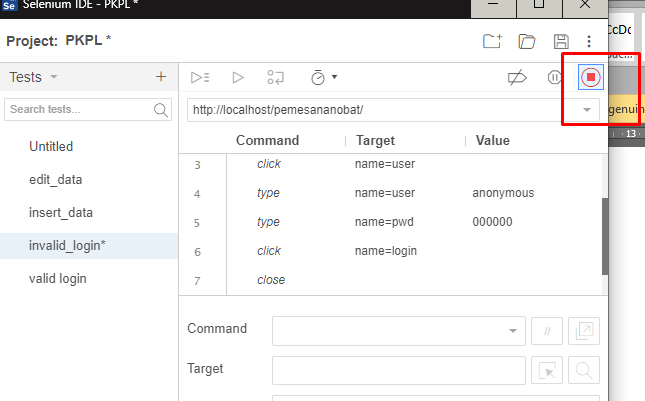 Se Selenium IDE - PKPL *
Project: PKPL *
Tests
Search tests...
Untitled
edit_data
insert_data
invalid_login*
valid login
http://localhost/pemesananobat/
Command Target Value
3 click name=user
4 type name=user anonymous
5 type name=pwd 000000
6 click name=login
7 close
Command
//
Target
CcDc
genuin
13